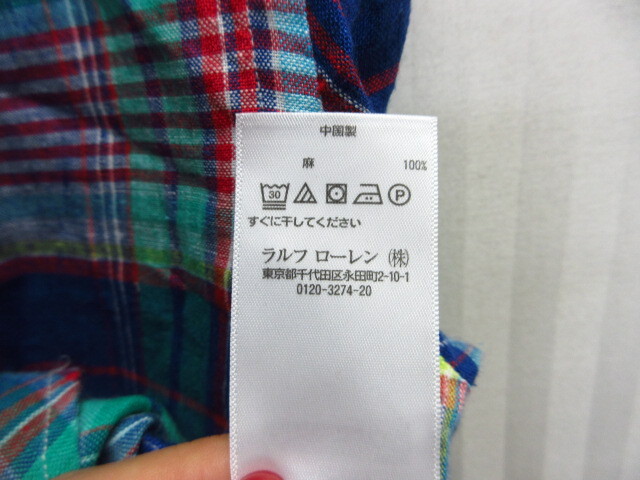 中国製
麻 100%
30 P
すぐに干してください
ラルフ ローレン (株)
東京都千代田区永田町2-10-1
0120-3274-20